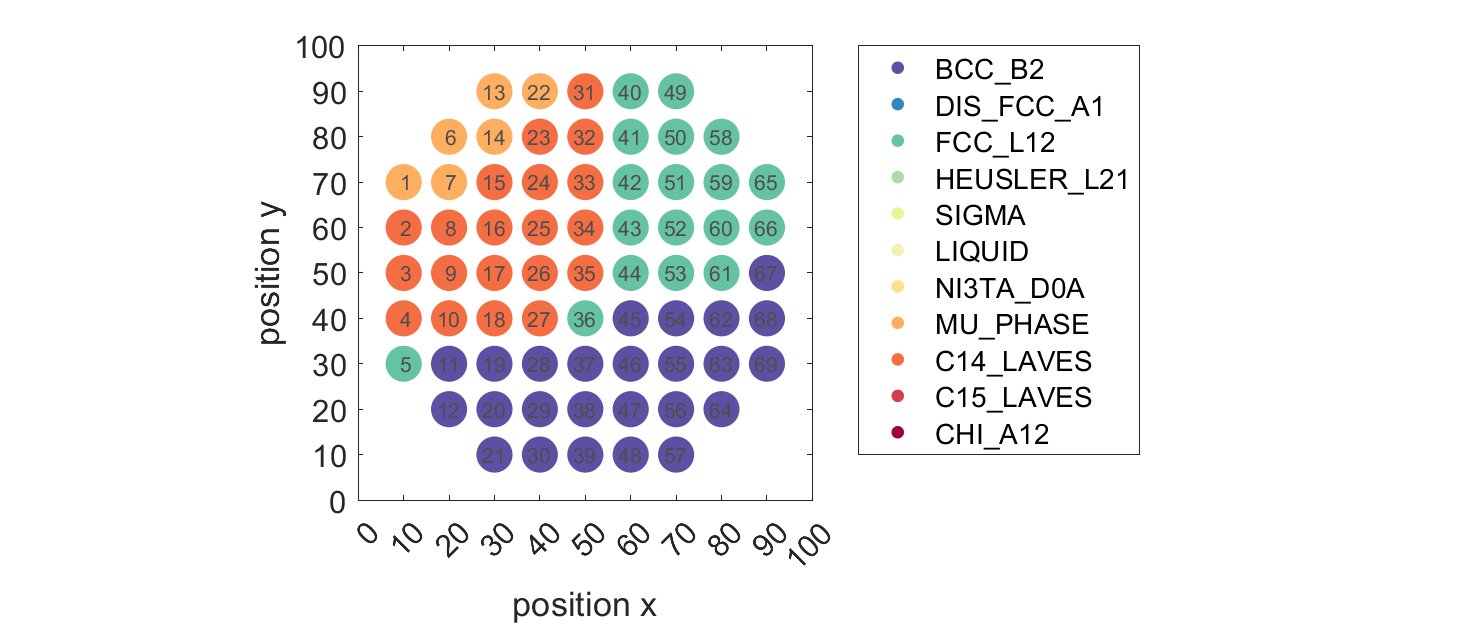 100
90
80
70
60
50
40
30
20
10
0
position y
13 22 31 40 49
6 14 23 32 41 50 58
1 7 15 24 33 42 51 59 65
2 8 16 25 34 43 52 60 66
3 9 17 26 35 44 53 61 67
4 10 18 27 36 45 54 62 68
5 11 19 28 37 46 55 63 69
12 20 29 38 47 56 64
21 30 39 48 57
0 10 20 30 40 50 60 70 80 90 100
position x
BCC_B2
DIS_FCC_A1
FCC_L12
HEUSLER_L21
SIGMA
LIQUID
NI3TA_D0A
MU_PHASE
C14_LAVES
C15_LAVES
CHI_A12